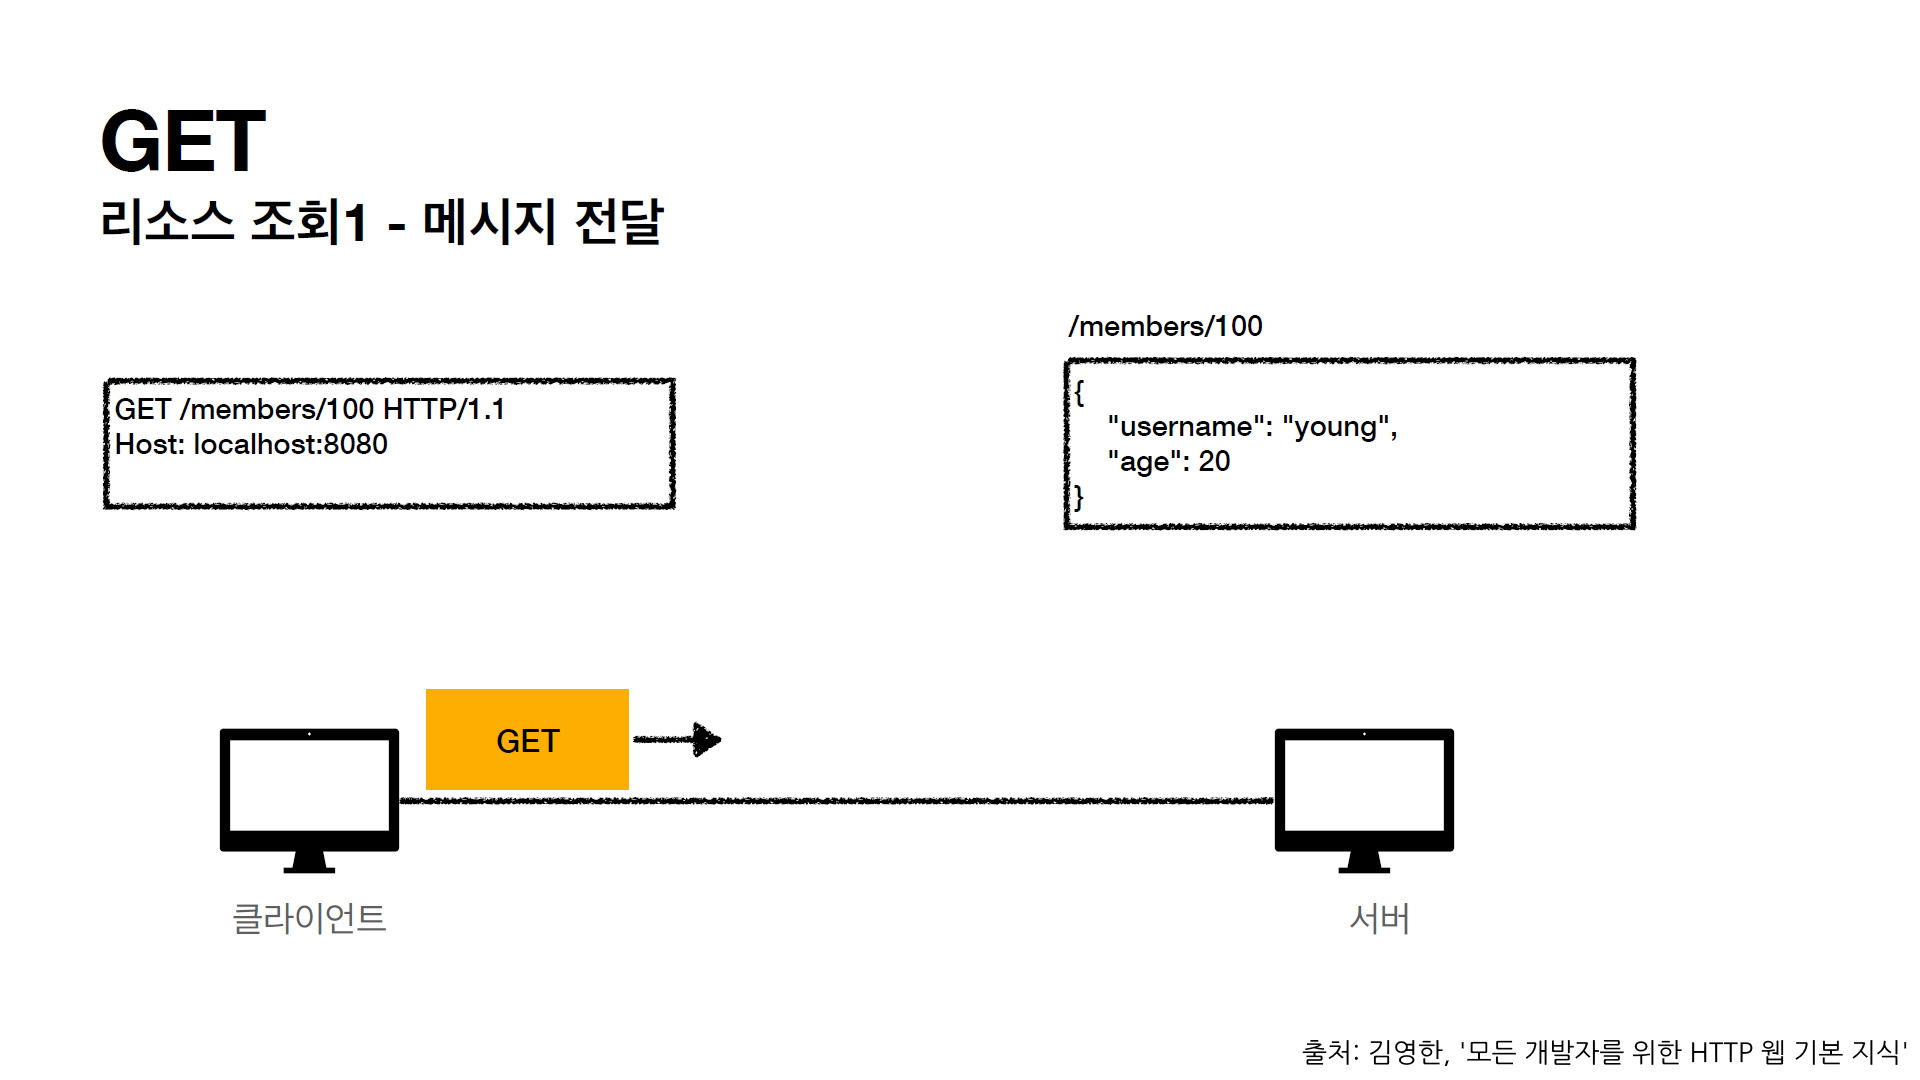 GET
리소스 조회1 - 메시지 전달
GET /members/100 HTTP/1.1
Host: localhost:8080
/members/100
{
"username": "young",
"age": 20
}
GET
클라이언트
서버
출처: 김영한, '모든 개발자를 위한 HTTP 웹 기본 지식'